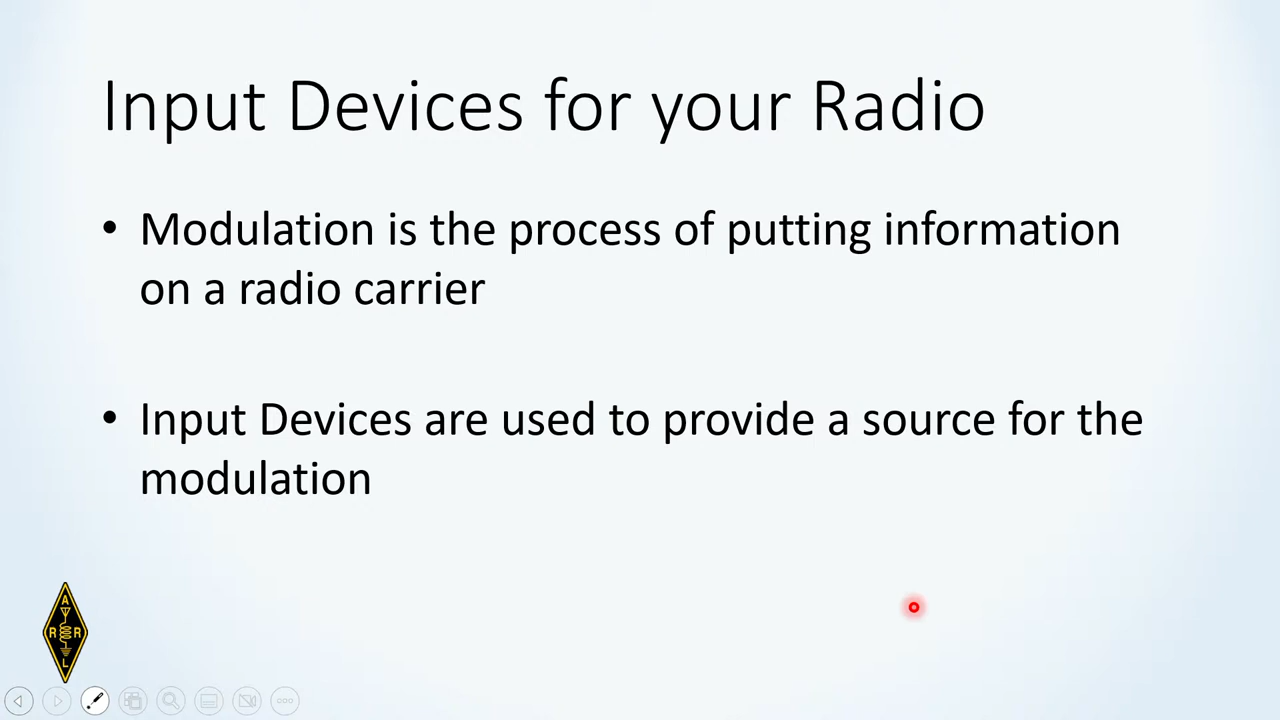 Input Devices for your Radio
• Modulation is the process of putting information
on a radio carrier
• Input Devices are used to provide a source for the
modulation
A
R R
L